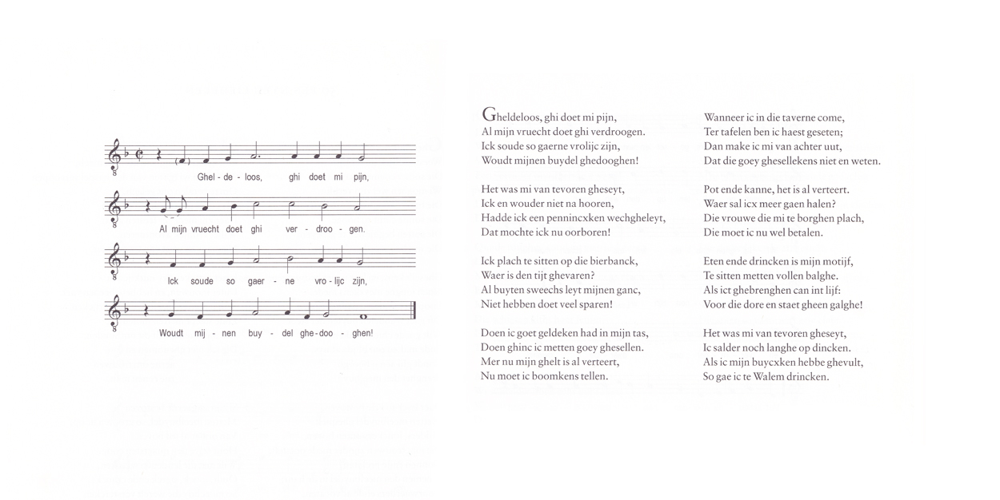 Ghel - de - loos, ghi doet mi pijn,
Al mijn vruecht doet ghi ver - droo - gen.
Ick soude so gaer - ne vro - lijc zijn,
Woudt mij - nen buy - del ghe - doo - ghen!
Gheldeloos, ghi doet mi pijn,
Al mijn vruecht doet ghi verdroogen.
Ick soude so gaerne vrolijc zijn,
Woudt mijnen buydel ghedooghen!
Het was mi van tevoren gheseyt,
Ick en wouder niet na hooren,
Hadde ick een pennincxken wechgheleyt,
Dat mochte ick nu oorboren!
Ick plach te sitten op die bierbanck,
Waer is den tijt ghevaren?
Al buyten sweechs leyt mijnen ganc,
Niet hebben doet veel sparen!
Doen ic goet geldeken had in mijn tas,
Doen ghinc ic metten goey ghesellen.
Mer nu mijn ghelt is al verteert,
Nu moet ic boomkens tellen.
Wanneer ic in die taverne come,
Ter tafelen ben ic haest geseten;
Dan make ic mi van achter uut,
Dat die goey ghesellekens niet en weten.
Pot ende kanne, het is al verteert.
Waer sal icx meer gaen halen?
Die vrouwe die mi te borghen plach,
Die moet ic nu wel betalen.
Eten ende drincken is mijn motijf,
Te sitten metten vollen balghe.
Als ict ghebrenghen can int lijf:
Voor die dore en staet gheen galghe!
Het was mi van tevoren gheseyt,
Ic salder noch langhe op dincken.
Als ic mijn buycxken hebbe ghevult,
So gae ic te Walem drincken.